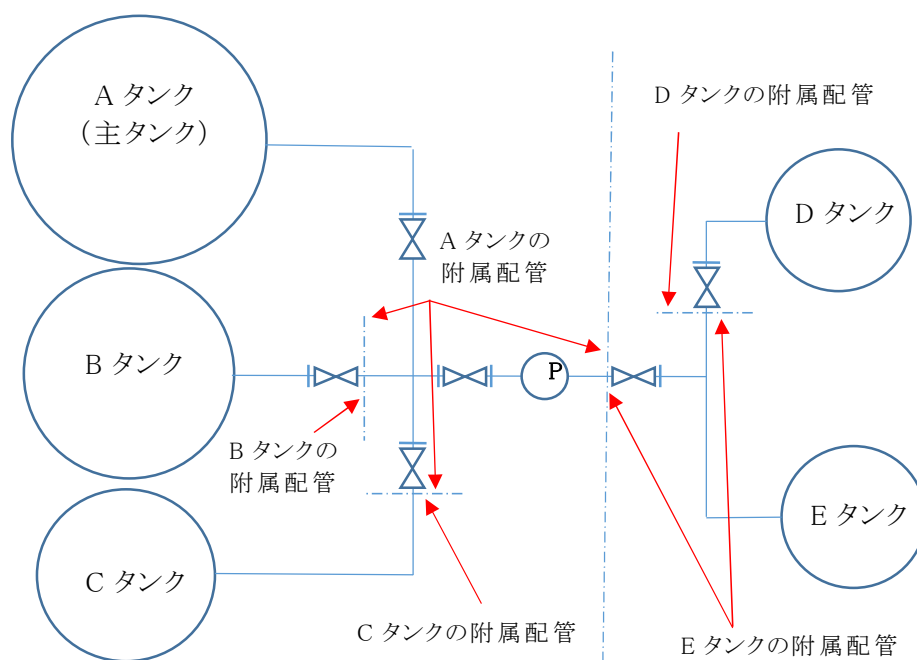 A タンク
（主タンク）
D タンクの附属配管
D タンク
A タンクの
附属配管
B タンク
P
B タンクの
附属配管
E タンク
C タンク
C タンクの附属配管
E タンクの附属配管